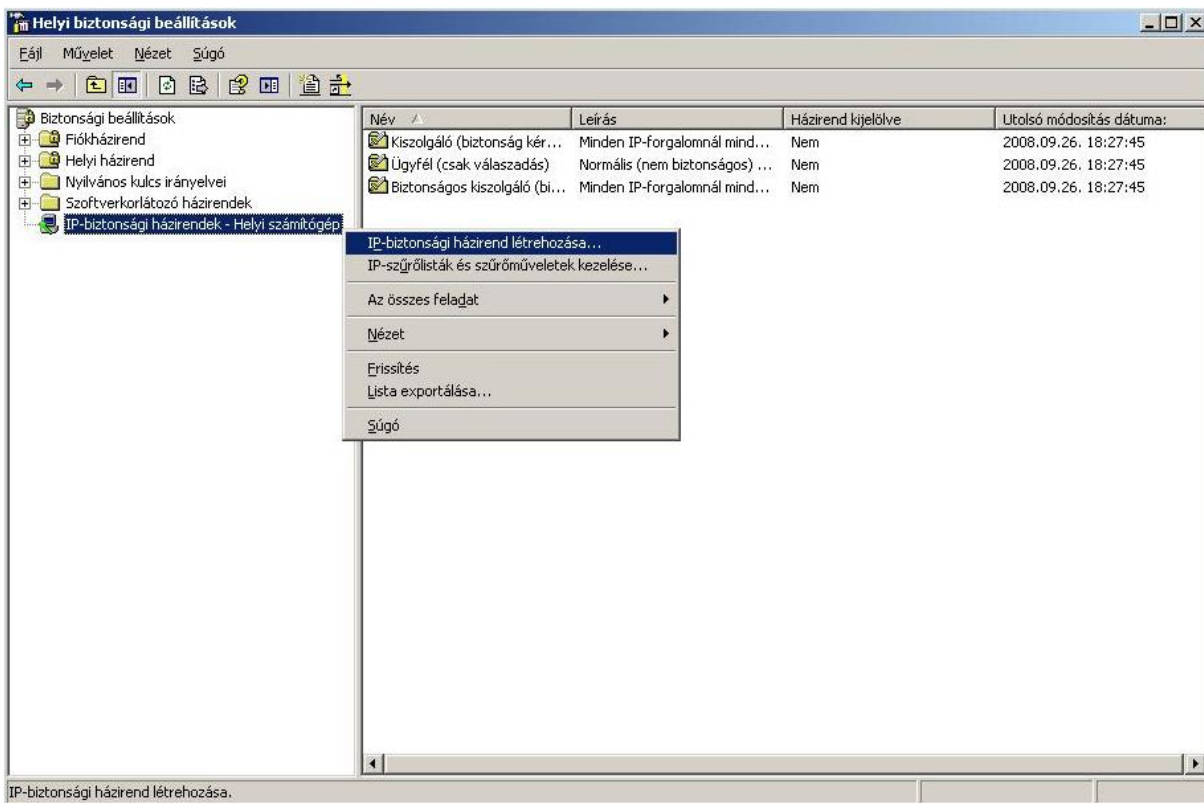 Helyi biztonsági beállítások
Fájl Művelet Nézet Súgó
Biztonsági beállítások
Fiókházirend
Helyi házirend
Nyilvános kulcs irányelvei
Szoftverkorlátozó házirendek
IP-biztonsági házirendek - Helyi számítógép
Név Leírás Házirend kijelölve Utolsó módosítás dátuma:
Kiszolgáló (biztonság kér... Minden IP-forgalomnál mind... Nem 2008.09.26. 18:27:45
Ügyfél (csak válaszadás) Normális (nem biztonságos) ... Nem 2008.09.26. 18:27:45
Biztonságos kiszolgáló (bi... Minden IP-forgalomnál mind... Nem 2008.09.26. 18:27:45
IP-biztonsági házirend létrehozása...
IP-szűrőlisták és szűrőműveletek kezelése...
Az összes feladat
Nézet
Frissítés
Lista exportálása...
Súgó
IP-biztonsági házirend létrehozása.